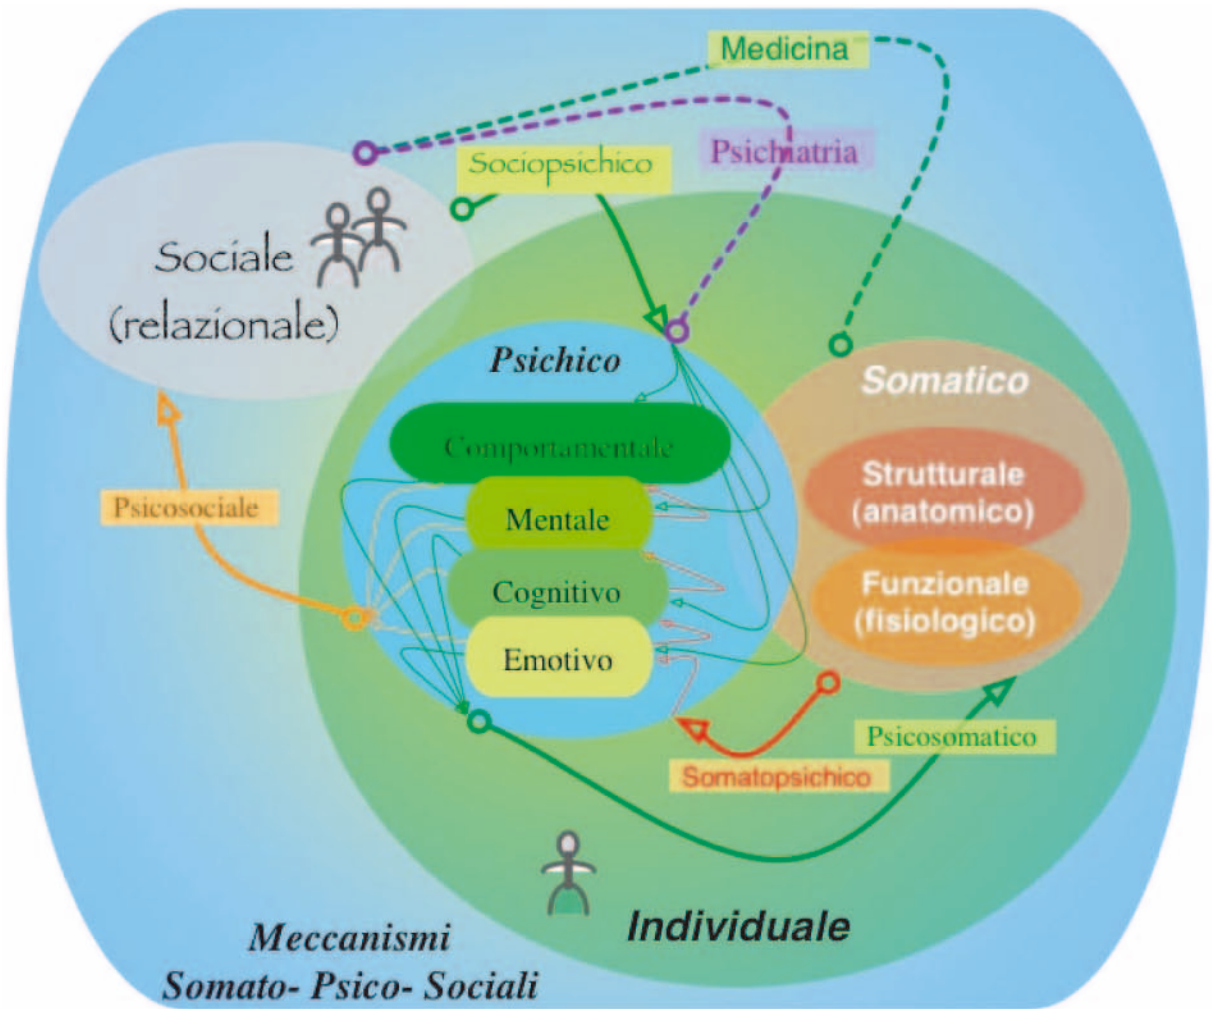 Medicina
Psichiatria
Sociopsichico
Sociale
(relazionale)
Psichico
Somatico
Comportamentale
Strutturale
(anatomico)
Psicosociale
Mentale
Cognitivo
Funzionale
(fisiologico)
Emotivo
Psicosomatico
Somatopsichico
Individuale
Meccanismi
Somato- Psico- Sociali